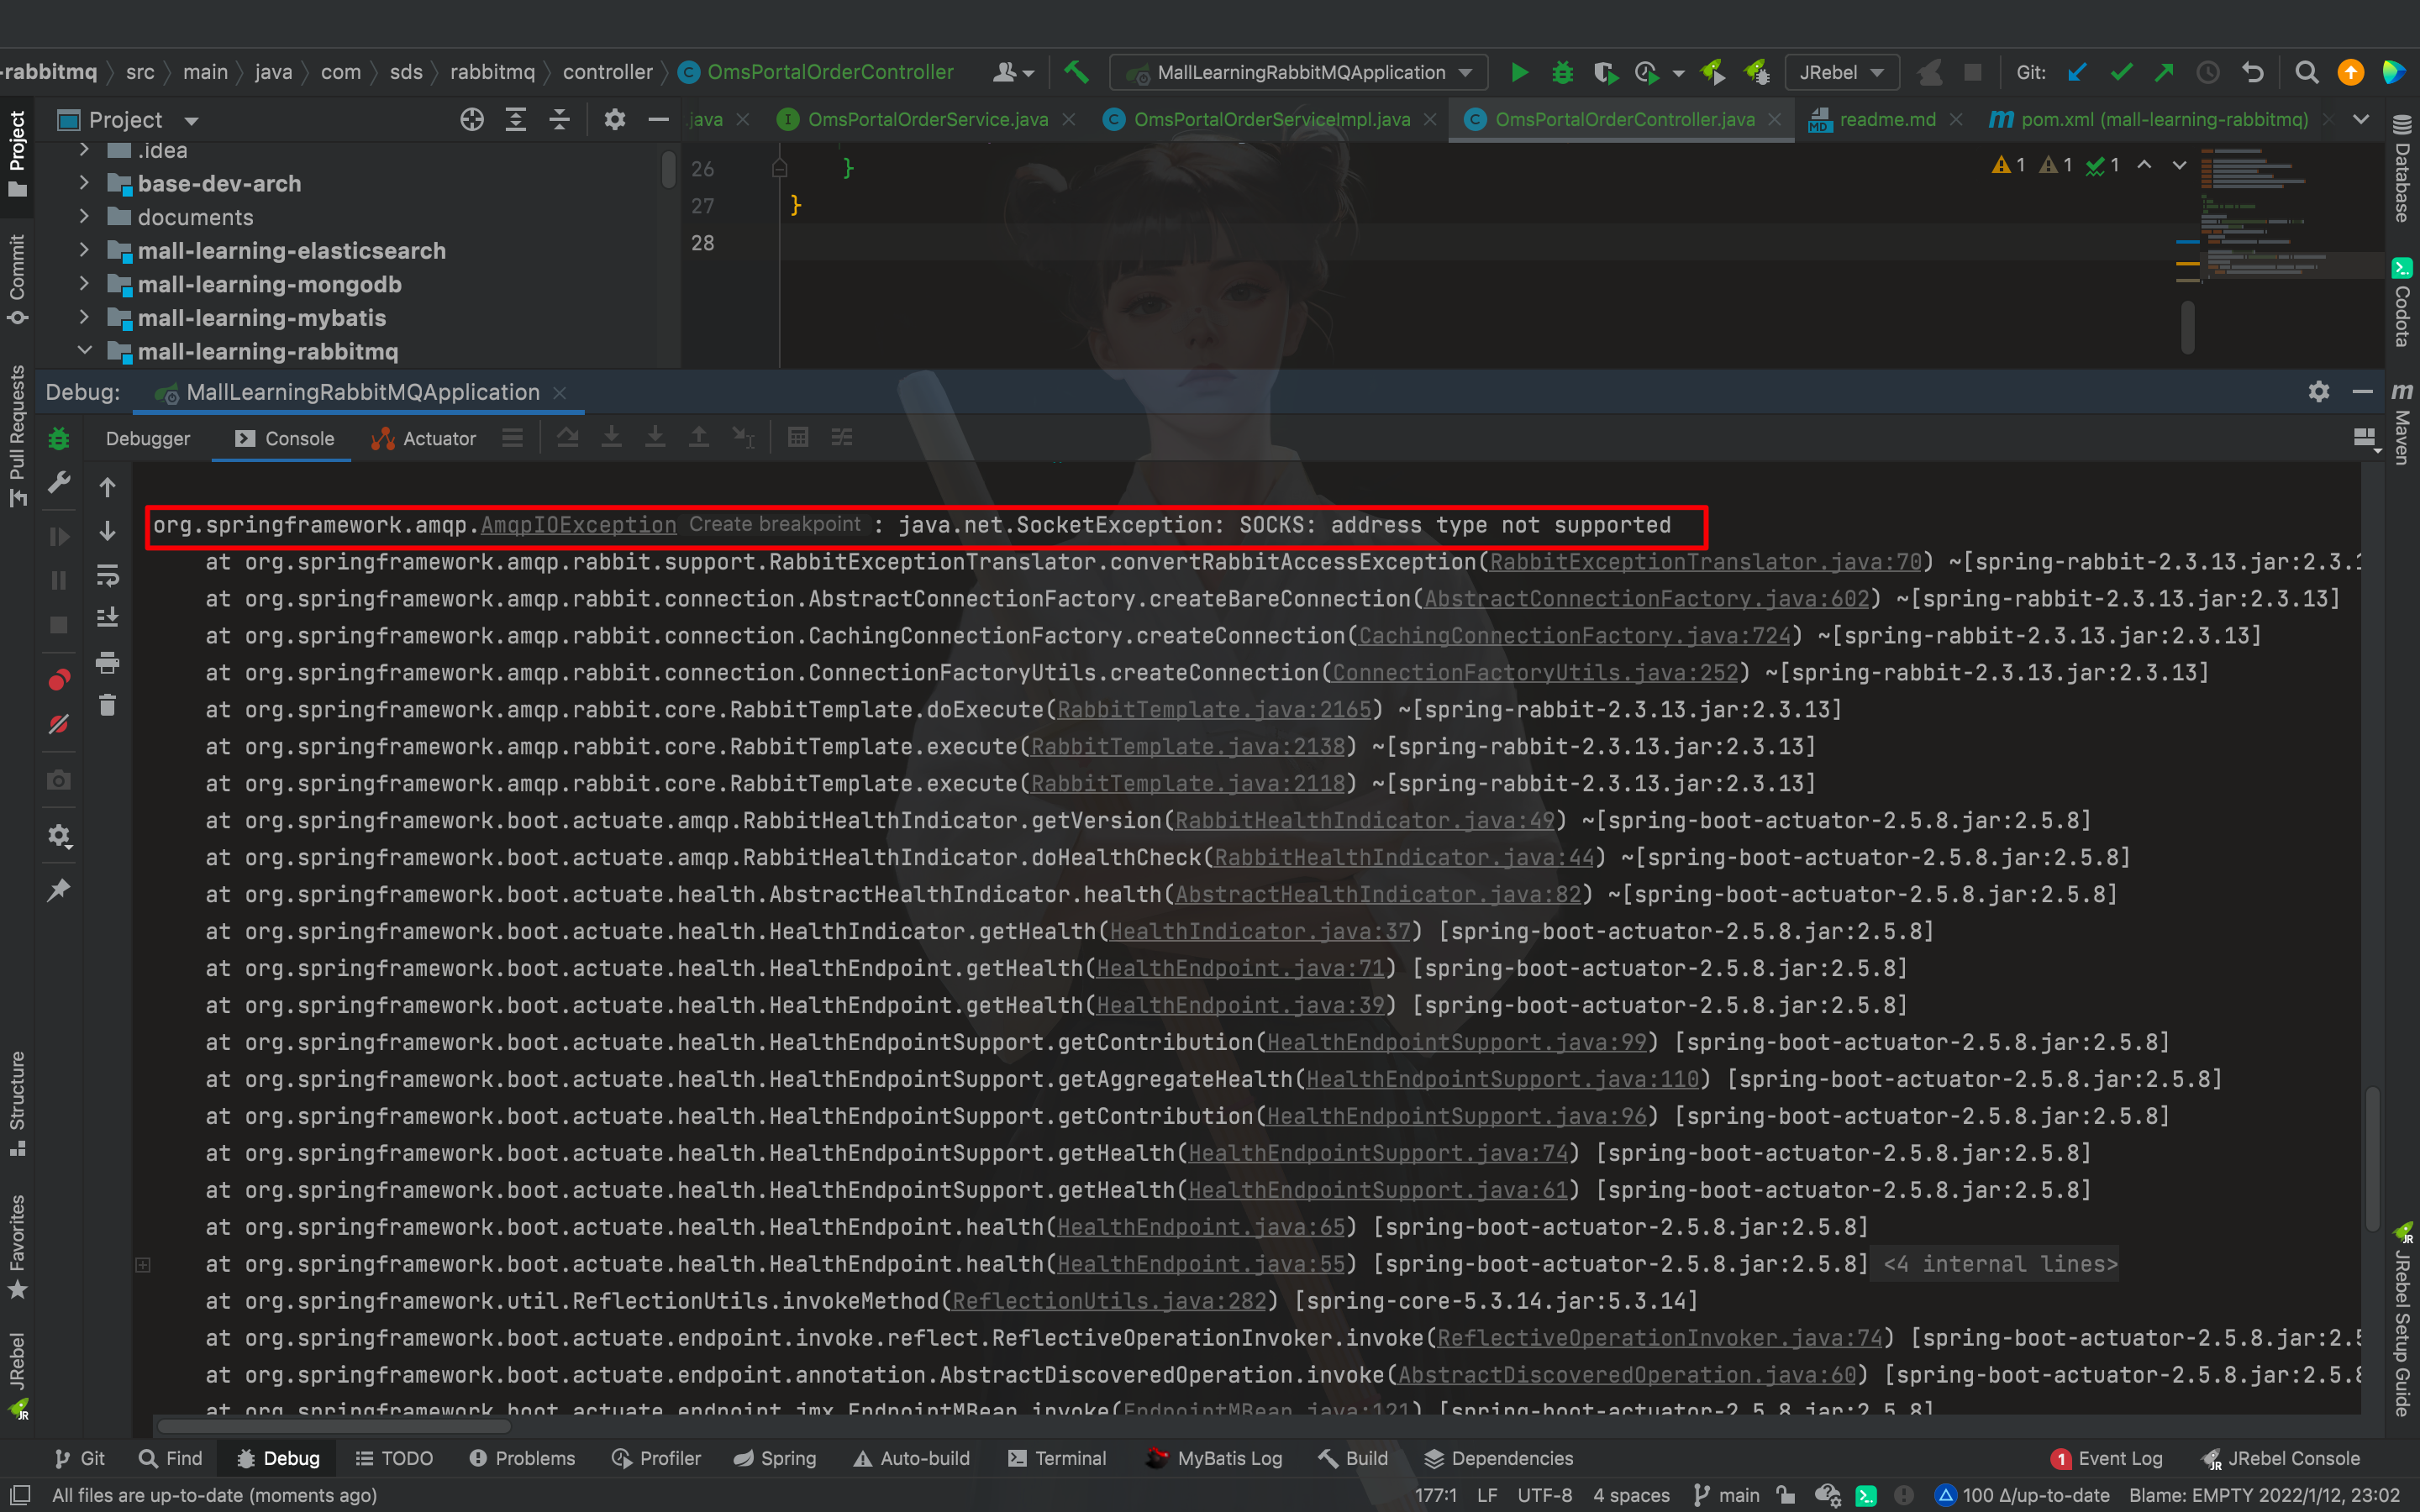 -rabbitmq src main java com sds rabbitmq controller OmsPortalOrderController MallLearningRabbitMQApplication JRebel Git:
Project
.java OmsPortalOrderService.java OmsPortalOrderServiceImpl.java OmsPortalOrderController.java readme.md pom.xml (mall-learning-rabbitmq)
.idea
base-dev-arch
documents
mall-learning-elasticsearch
mall-learning-mongodb
mall-learning-mybatis
mall-learning-rabbitmq
26 }
27 }
28
1 1 1
Debug: MallLearningRabbitMQApplication
Debugger Console Actuator
org.springframework.amqp.AmqpIOException Create breakpoint : java.net.SocketException: SOCKS: address type not supported
at org.springframework.amqp.rabbit.support.RabbitExceptionTranslator.convertRabbitAccessException(RabbitExceptionTranslator.java:70) ~[spring-rabbit-2.3.13.jar:2.3.1
at org.springframework.amqp.rabbit.connection.AbstractConnectionFactory.createBareConnection(AbstractConnectionFactory.java:602) ~[spring-rabbit-2.3.13.jar:2.3.13]
at org.springframework.amqp.rabbit.connection.CachingConnectionFactory.createConnection(CachingConnectionFactory.java:724) ~[spring-rabbit-2.3.13.jar:2.3.13]
at org.springframework.amqp.rabbit.connection.ConnectionFactoryUtils.createConnection(ConnectionFactoryUtils.java:252) ~[spring-rabbit-2.3.13.jar:2.3.13]
at org.springframework.amqp.rabbit.core.RabbitTemplate.doExecute(RabbitTemplate.java:2165) ~[spring-rabbit-2.3.13.jar:2.3.13]
at org.springframework.amqp.rabbit.core.RabbitTemplate.execute(RabbitTemplate.java:2138) ~[spring-rabbit-2.3.13.jar:2.3.13]
at org.springframework.amqp.rabbit.core.RabbitTemplate.execute(RabbitTemplate.java:2118) ~[spring-rabbit-2.3.13.jar:2.3.13]
at org.springframework.boot.actuate.amqp.RabbitHealthIndicator.getVersion(RabbitHealthIndicator.java:49) ~[spring-boot-actuator-2.5.8.jar:2.5.8]
at org.springframework.boot.actuate.amqp.RabbitHealthIndicator.doHealthCheck(RabbitHealthIndicator.java:44) ~[spring-boot-actuator-2.5.8.jar:2.5.8]
at org.springframework.boot.actuate.health.AbstractHealthIndicator.health(AbstractHealthIndicator.java:82) ~[spring-boot-actuator-2.5.8.jar:2.5.8]
at org.springframework.boot.actuate.health.HealthIndicator.getHealth(HealthIndicator.java:37) [spring-boot-actuator-2.5.8.jar:2.5.8]
at org.springframework.boot.actuate.health.HealthEndpoint.getHealth(HealthEndpoint.java:71) [spring-boot-actuator-2.5.8.jar:2.5.8]
at org.springframework.boot.actuate.health.HealthEndpoint.getHealth(HealthEndpoint.java:39) [spring-boot-actuator-2.5.8.jar:2.5.8]
at org.springframework.boot.actuate.health.HealthEndpointSupport.getContribution(HealthEndpointSupport.java:99) [spring-boot-actuator-2.5.8.jar:2.5.8]
at org.springframework.boot.actuate.health.HealthEndpointSupport.getAggregateHealth(HealthEndpointSupport.java:110) [spring-boot-actuator-2.5.8.jar:2.5.8]
at org.springframework.boot.actuate.health.HealthEndpointSupport.getContribution(HealthEndpointSupport.java:96) [spring-boot-actuator-2.5.8.jar:2.5.8]
at org.springframework.boot.actuate.health.HealthEndpointSupport.getHealth(HealthEndpointSupport.java:74) [spring-boot-actuator-2.5.8.jar:2.5.8]
at org.springframework.boot.actuate.health.HealthEndpointSupport.getHealth(HealthEndpointSupport.java:61) [spring-boot-actuator-2.5.8.jar:2.5.8]
at org.springframework.boot.actuate.health.HealthEndpoint.health(HealthEndpoint.java:65) [spring-boot-actuator-2.5.8.jar:2.5.8]
at org.springframework.boot.actuate.health.HealthEndpoint.health(HealthEndpoint.java:55) [spring-boot-actuator-2.5.8.jar:2.5.8] <4 internal lines>
at org.springframework.util.ReflectionUtils.invokeMethod(ReflectionUtils.java:282) [spring-core-5.3.14.jar:5.3.14]
at org.springframework.boot.actuate.endpoint.invoke.reflect.ReflectiveOperationInvoker.invoke(ReflectiveOperationInvoker.java:74) [spring-boot-actuator-2.5.8.jar:2.5
at org.springframework.boot.actuate.endpoint.annotation.AbstractDiscoveredOperation.invoke(AbstractDiscoveredOperation.java:60) [spring-boot-actuator-2.5.8.jar:2.5.8
at org.springframework.boot.actuate.endpoint.jmx.EndpointMBean.invoke(EndpointMBean.java:121) [spring-boot-actuator-2.5.8.jar:2.5.8]
Project
Commit
Pull Requests
Structure
Favorites
JRebel
Database
Codota
Maven
JRebel Setup Guide
Git Find Debug TODO Problems Profiler Spring Auto-build Terminal MyBatis Log Build Dependencies 1 Event Log JRebel Console
All files are up-to-date (moments ago) 177:1 LF UTF-8 4 spaces main 100 Δ/up-to-date Blame: EMPTY 2022/1/12, 23:02